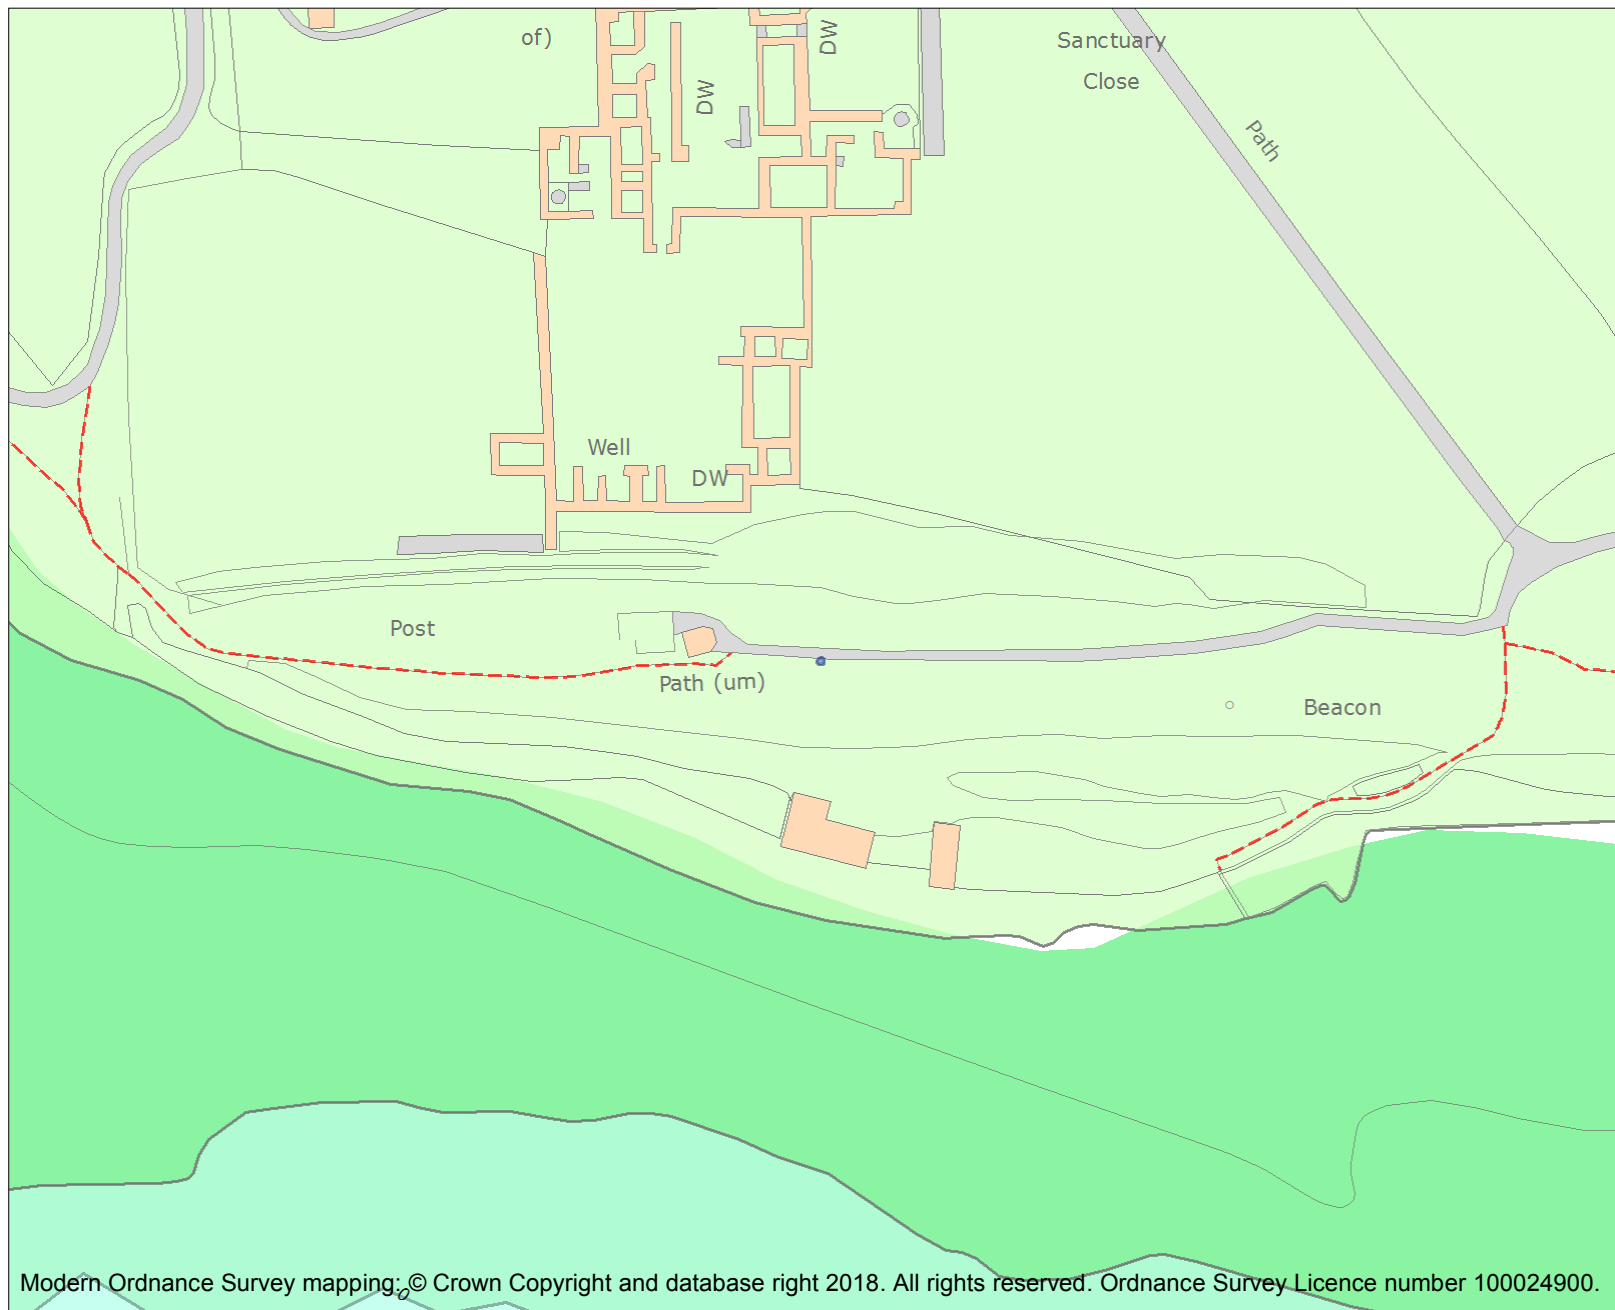 of)
DW
DW
Sanctuary
Close
Path
Well
DW
Post
Path (um)
Beacon
Modern Ordnance Survey mapping: © Crown Copyright and database right 2018. All rights reserved. Ordnance Survey Licence number 100024900.